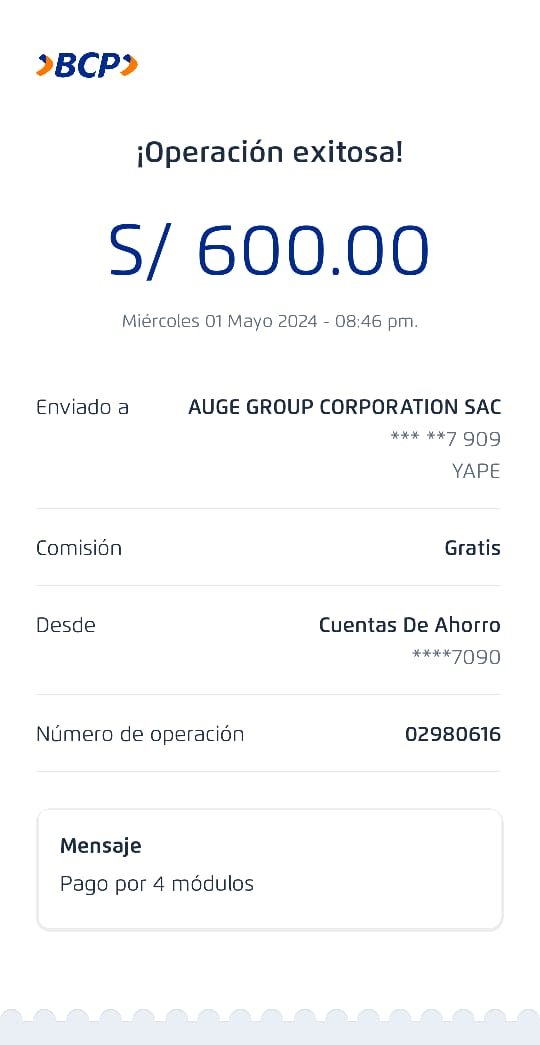 BCP
¡Operación exitosa!
S/ 600.00
Miércoles 01 Mayo 2024 - 08:46 pm.
Enviado a AUGE GROUP CORPORATION SAC
*** **7 909
YAPE
Comisión Gratis
Desde Cuentas De Ahorro
****7090
Número de operación 02980616
Mensaje
Pago por 4 módulos